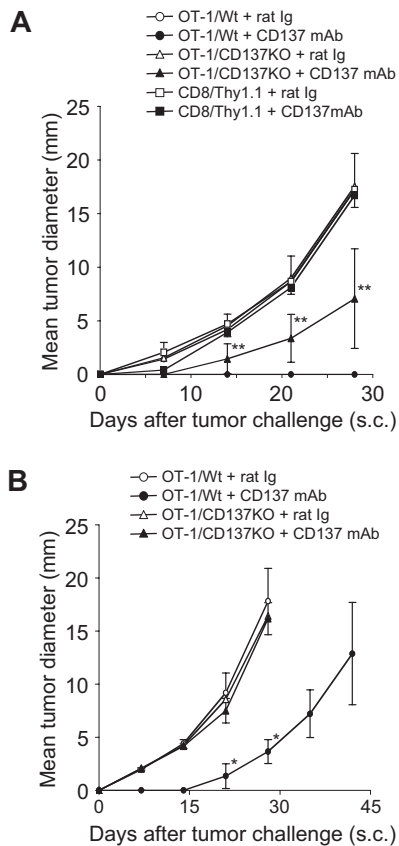 A
OT-1/Wt + rat Ig
OT-1/Wt + CD137 mAb
OT-1/CD137KO + rat Ig
OT-1/CD137KO + CD137 mAb
CD8/Thy1.1 + rat Ig
CD8/Thy1.1 + CD137mAb
Mean tumor diameter (mm)
25
20
15
10
5
0
**
**
**
0 10 20 30
Days after tumor challenge (s.c.)
B
OT-1/Wt + rat Ig
OT-1/Wt + CD137 mAb
OT-1/CD137KO + rat Ig
OT-1/CD137KO + CD137 mAb
Mean tumor diameter (mm)
25
20
15
10
5
0
*
*
0 15 30 45
Days after tumor challenge (s.c.)